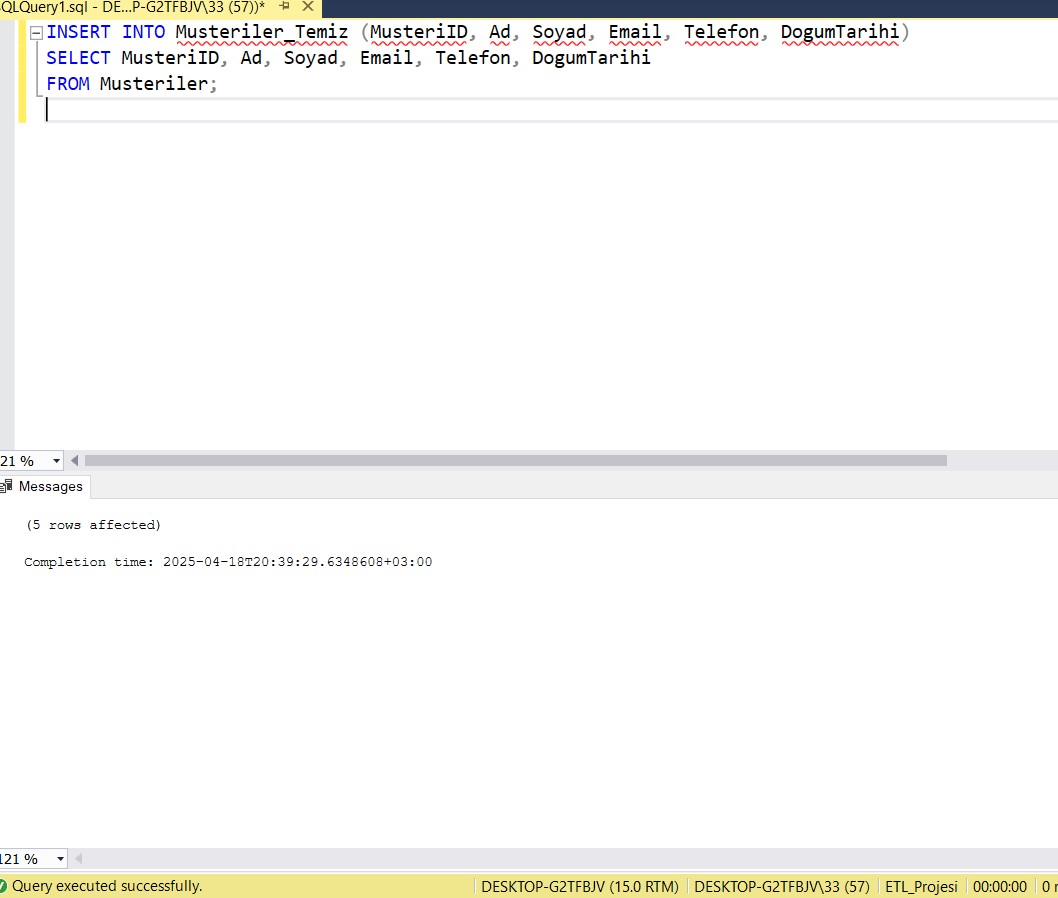 QLQuery1.sql - DE...P-G2TFBJV\33 (57))*
INSERT INTO Musteriler_Temiz (MusteriID, Ad, Soyad, Email, Telefon, DogumTarihi)
SELECT MusteriID, Ad, Soyad, Email, Telefon, DogumTarihi
FROM Musteriler;
21 %
Messages
(5 rows affected)
Completion time: 2025-04-18T20:39:29.6348608+03:00
121 %
Query executed successfully. DESKTOP-G2TFBJV (15.0 RTM) DESKTOP-G2TFBJV\33 (57) ETL_Projesi 00:00:00 0